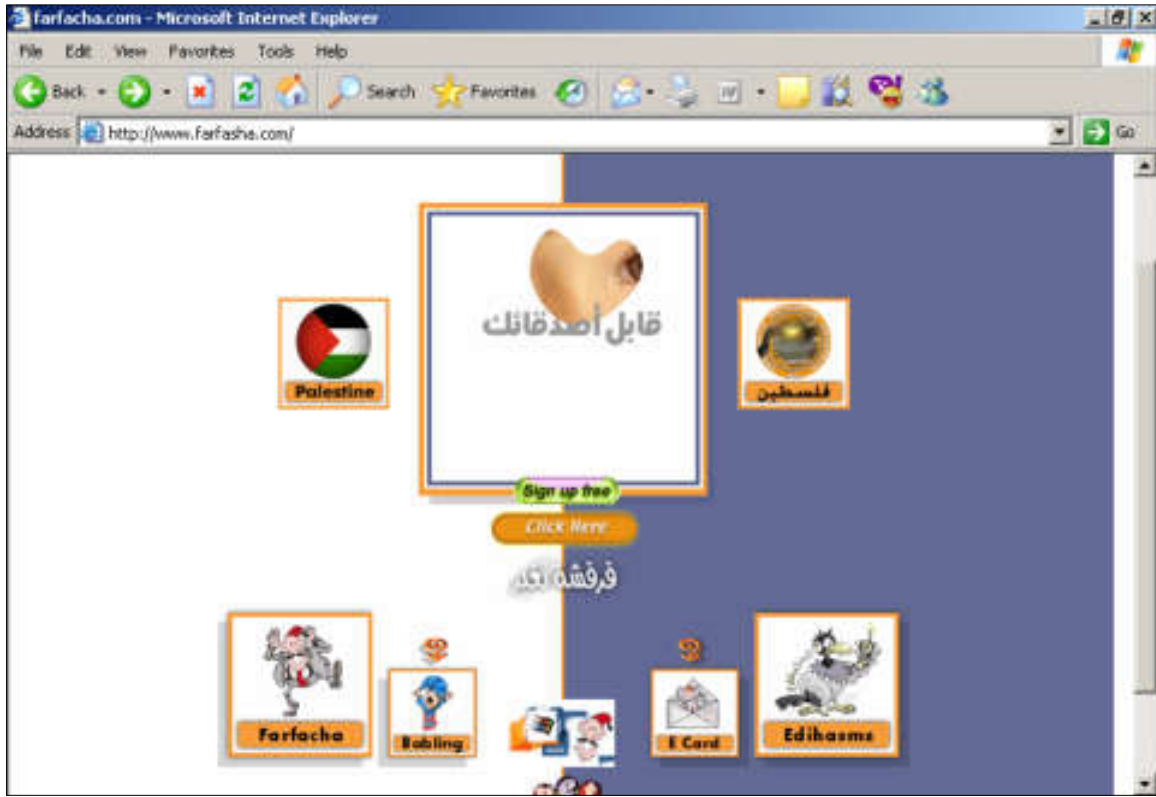 farfacha.com - Microsoft Internet Explorer
File Edit View Favorites Tools Help
Back Search Favorites
Address http://www.farfasha.com/ Go
قابل أصدقائك
Palestine
فلسطين
Sign up free
Click Here
فرفشه
Farfacha
Babling
E Card
Edihasms